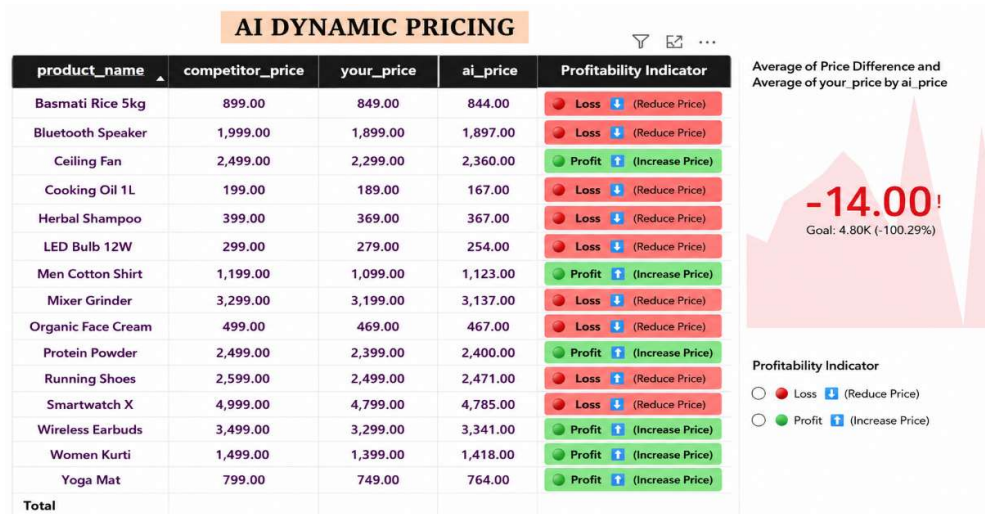 AI DYNAMIC PRICING
product_name competitor_price your_price ai_price Profitability Indicator
Basmati Rice 5kg 899.00 849.00 844.00 Loss ⬇ (Reduce Price)
Bluetooth Speaker 1,999.00 1,899.00 1,897.00 Loss ⬇ (Reduce Price)
Ceiling Fan 2,499.00 2,299.00 2,360.00 Profit ⬆ (Increase Price)
Cooking Oil 1L 199.00 189.00 167.00 Loss ⬇ (Reduce Price)
Herbal Shampoo 399.00 369.00 367.00 Loss ⬇ (Reduce Price)
LED Bulb 12W 299.00 279.00 254.00 Loss ⬇ (Reduce Price)
Men Cotton Shirt 1,199.00 1,099.00 1,123.00 Profit ⬆ (Increase Price)
Mixer Grinder 3,299.00 3,199.00 3,137.00 Loss ⬇ (Reduce Price)
Organic Face Cream 499.00 469.00 467.00 Loss ⬇ (Reduce Price)
Protein Powder 2,499.00 2,399.00 2,400.00 Profit ⬆ (Increase Price)
Running Shoes 2,599.00 2,499.00 2,471.00 Loss ⬆ (Reduce Price)
Smartwatch X 4,999.00 4,799.00 4,785.00 Loss ⬇ (Reduce Price)
Wireless Earbuds 3,499.00 3,299.00 3,341.00 Profit ⬆ (Increase Price)
Women Kurti 1,499.00 1,399.00 1,418.00 Profit ⬆ (Increase Price)
Yoga Mat 799.00 749.00 764.00 Profit ⬆ (Increase Price)
Total
Average of Price Difference and
Average of your_price by ai_price
-14.00!
Goal: 4.80K (-100.29%)
Profitability Indicator
Loss ⬇ (Reduce Price)
Profit ⬆ (Increase Price)